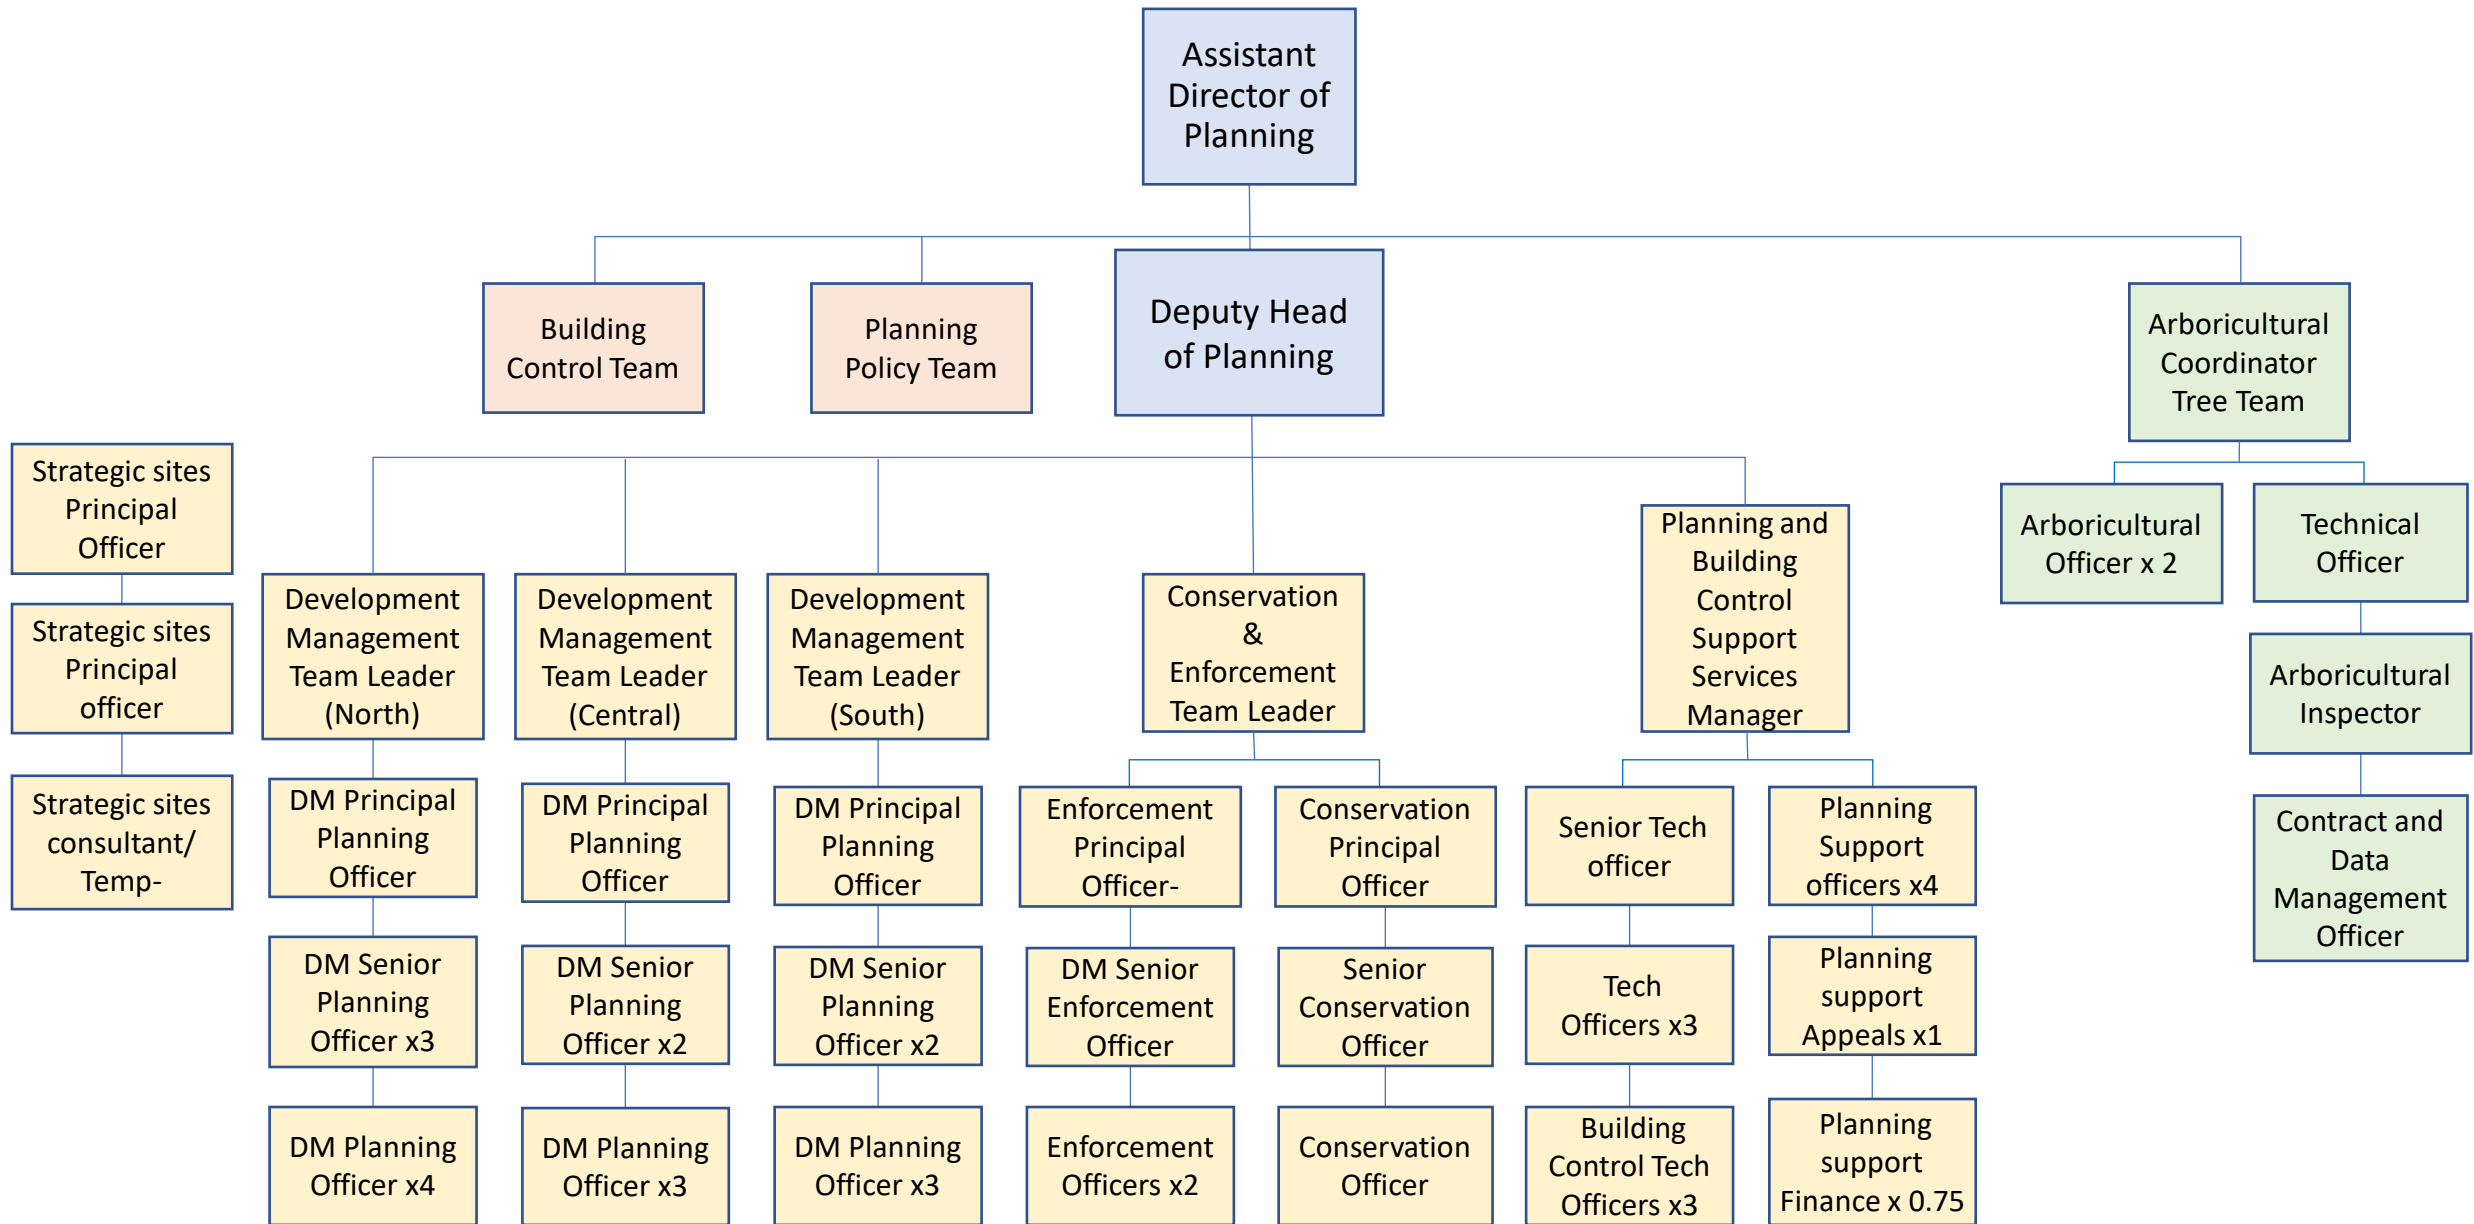 Assistant
Director of
Planning
Building
Control Team
Planning
Policy Team
Deputy Head
of Planning
Arboricultural
Coordinator
Tree Team
Strategic sites
Principal
Officer
Strategic sites
Principal
officer
Strategic sites
consultant/
Temp-
Development
Management
Team Leader
(North)
DM Principal
Planning
Officer
DM Senior
Planning
Officer x3
DM Planning
Officer x4
Development
Management
Team Leader
(Central)
DM Principal
Planning
Officer
DM Senior
Planning
Officer x2
DM Planning
Officer x3
Development
Management
Team Leader
(South)
DM Principal
Planning
Officer
DM Senior
Planning
Officer x2
DM Planning
Officer x3
Conservation
&
Enforcement
Team Leader
Enforcement
Principal
Officer-
DM Senior
Enforcement
Officer
Enforcement
Officers x2
Conservation
Principal
Officer
Senior
Conservation
Officer
Conservation
Officer
Planning and
Building
Control
Support
Services
Manager
Senior Tech
officer
Tech
Officers x3
Building
Control Tech
Officers x3
Planning
Support
officers x4
Planning
support
Appeals x1
Planning
support
Finance x 0.75
Arboricultural
Officer x 2
Technical
Officer
Arboricultural
Inspector
Contract and
Data
Management
Officer